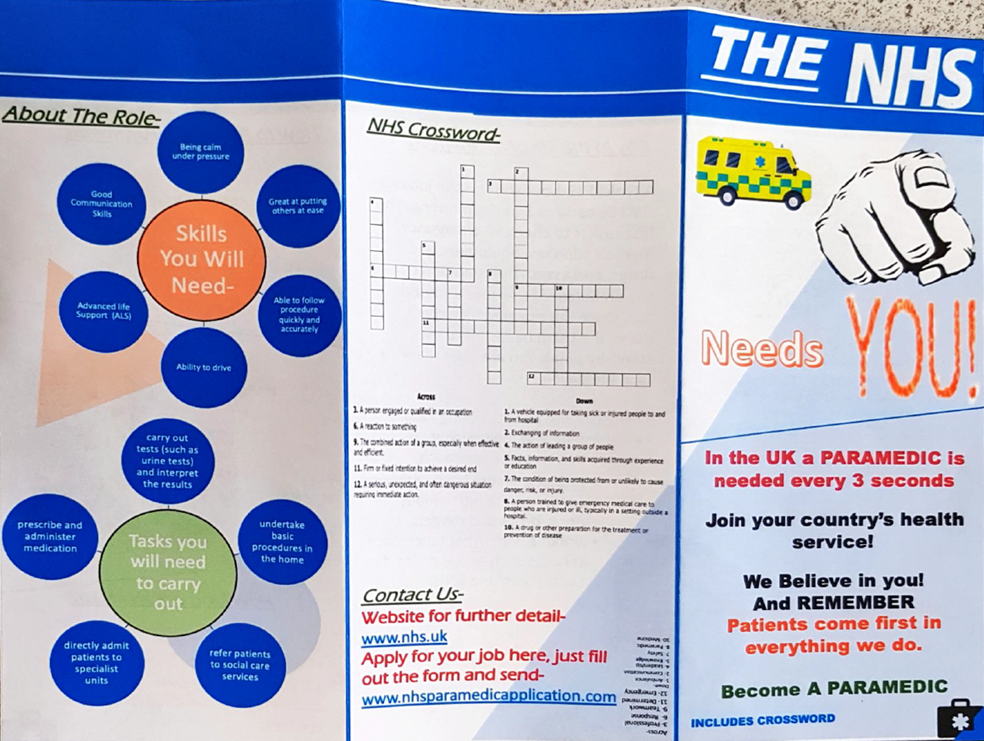 About The Role-
Being calm
under pressure
Good
Communication
Skills
Great at putting
others at ease
Skills
You Will
Need-
Advanced life
Support (ALS)
Able to follow
procedure
quickly and
accurately
Ability to drive
carry out
tests (such as
urine tests)
and interpret
the results
prescribe and
administer
medication
undertake
basic
procedures in
the home
Tasks you
will need
to carry
out
directly admit
patients to
specialist
units
refer patients
to social care
services
NHS Crossword-
1
2
3
4
5
6 7 8
9 10
11
12
Across
3. A person engaged or qualified in an occupation
6. A reaction to something
9. The combined action of a group, especially when effective
and efficient.
11. Firm or fixed intention to achieve a desired end
12. A serious, unexpected, and often dangerous situation
requiring immediate action.
Down
1. A vehicle equipped for taking sick or injured people to and
from hospital
2. Exchanging of information
4. The action of leading a group of people
5. Facts, information, and skills acquired through experience
or education
7. The condition of being protected from or unlikely to cause
danger, risk, or injury.
8. A person trained to give emergency medical care to
people who are injured or ill, typically in a setting outside a
hospital.
10. A drug or other preparation for the treatment or
prevention of disease
Contact Us-
Website for further detail-
www.nhs.uk
Apply for your job here, just fill
out the form and send-
www.nhsparamedicapplication.com
Across-
3- Professional
6- Response
9- Teamwork
11- Determined
12- Emergency
Down
1- Ambulance
2- Communication
4- Leadership
5- Knowledge
7- Safety
8- Paramedic
10- Medicine
THE NHS
Needs YOU!
In the UK a PARAMEDIC is
needed every 3 seconds
Join your country's health
service!
We Believe in you!
And REMEMBER
Patients come first in
everything we do.
Become A PARAMEDIC
INCLUDES CROSSWORD